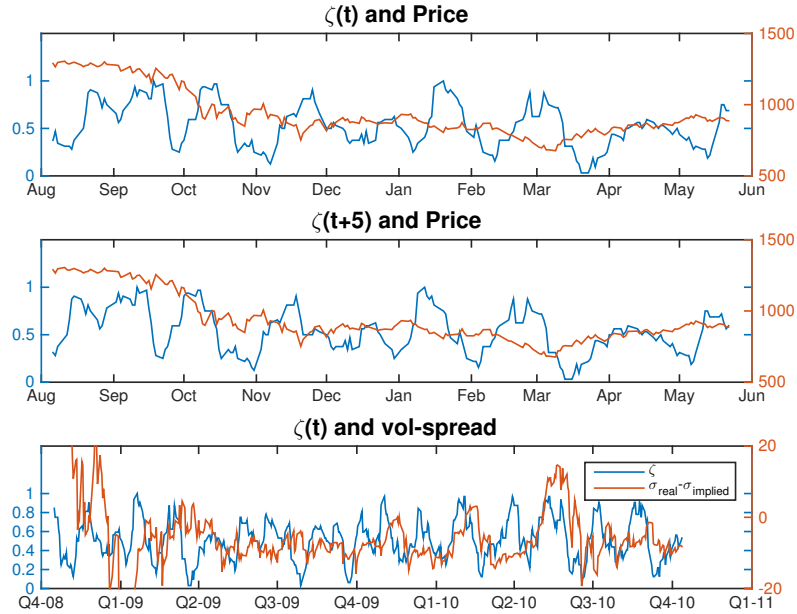 ζ(t) and Price
1500
1
1000
0.5
0
500
Aug Sep Oct Nov Dec Jan Feb Mar Apr May Jun
ζ(t+5) and Price
1500
1
1000
0.5
0
500
Aug Sep Oct Nov Dec Jan Feb Mar Apr May Jun
ζ(t) and vol-spread
20
ζ
σreal-σimplied
1
0.8
0
0.6
0.4
0.2
0
-20
Q4-08 Q1-09 Q2-09 Q3-09 Q4-09 Q1-10 Q2-10 Q3-10 Q4-10 Q1-11